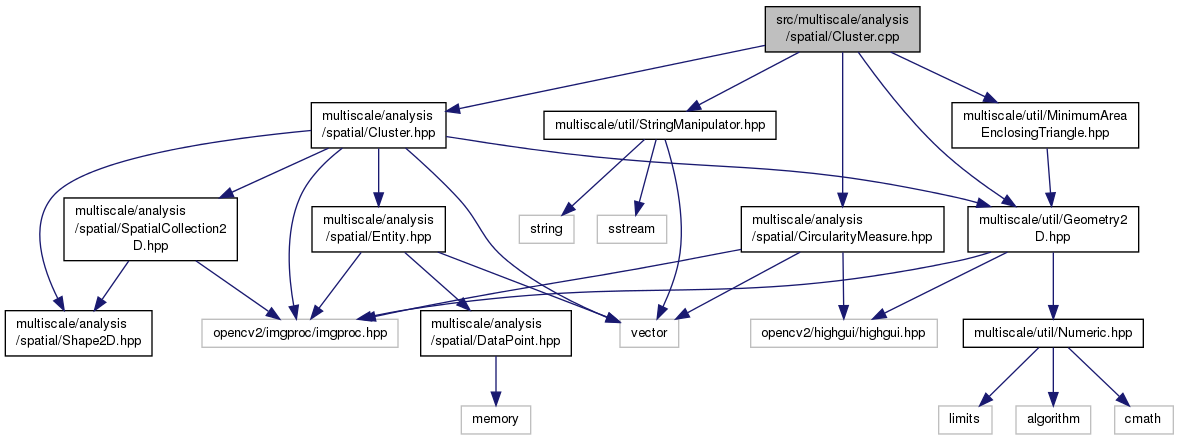 src/multiscale/analysis
/spatial/Cluster.cpp
multiscale/analysis
/spatial/Cluster.hpp
multiscale/util/StringManipulator.hpp
multiscale/util/MinimumArea
EnclosingTriangle.hpp
multiscale/analysis
/spatial/SpatialCollection2
D.hpp
multiscale/analysis
/spatial/Entity.hpp
string
sstream
multiscale/analysis
/spatial/CircularityMeasure.hpp
multiscale/util/Geometry2
D.hpp
multiscale/analysis
/spatial/Shape2D.hpp
opencv2/imgproc/imgproc.hpp
multiscale/analysis
/spatial/DataPoint.hpp
vector
opencv2/highgui/highgui.hpp
multiscale/util/Numeric.hpp
memory
limits
algorithm
cmath